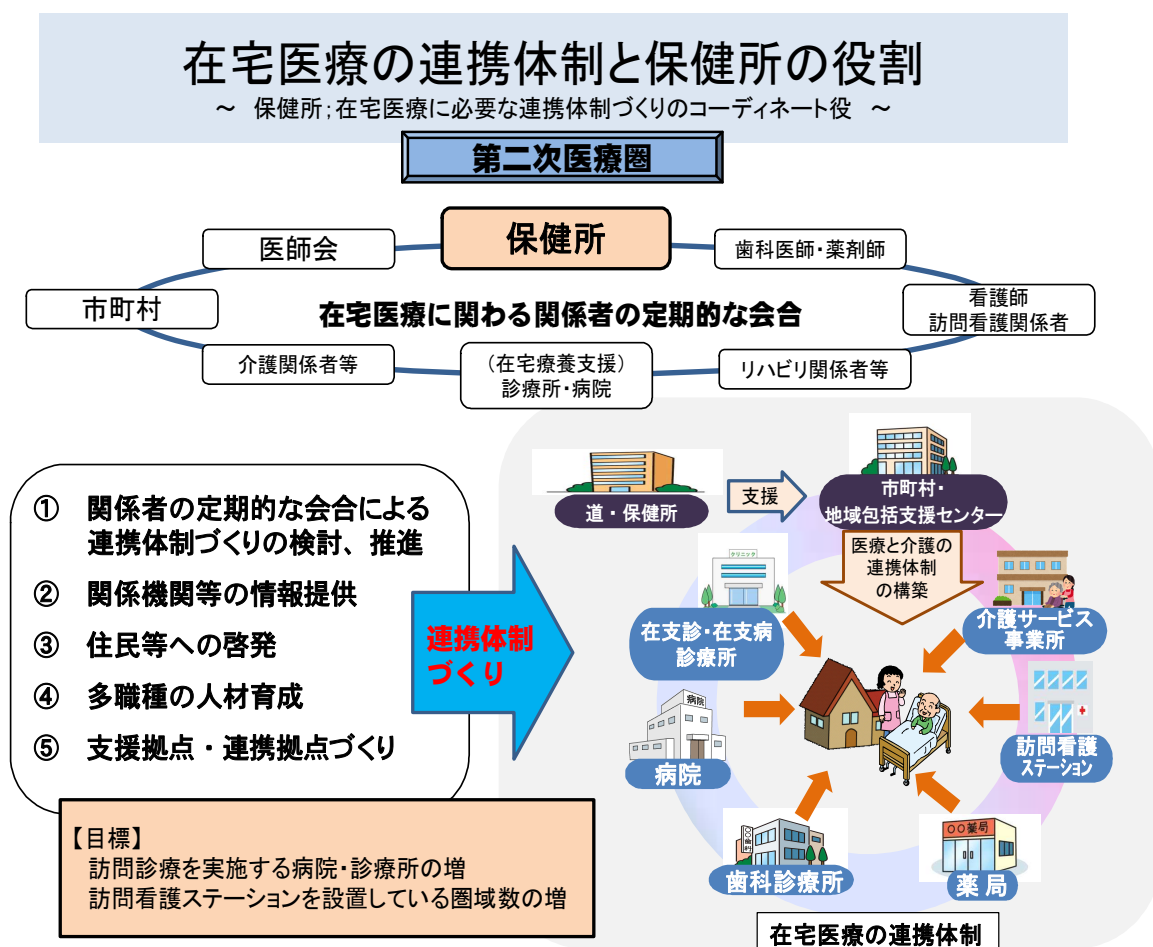 在宅医療の連携体制と保健所の役割
～ 保健所；在宅医療に必要な連携体制づくりのコーディネート役 ～
第二次医療圏
保健所
医師会
歯科医師・薬剤師
市町村
在宅医療に関わる関係者の定期的な会合
看護師
訪問看護関係者
介護関係者等
（在宅療養支援）
診療所・病院
リハビリ関係者等
① 関係者の定期的な会合による
連携体制づくりの検討、推進
② 関係機関等の情報提供
③ 住民等への啓発
④ 多職種の人材育成
⑤ 支援拠点・連携拠点づくり
連携体制
づくり
【目標】
訪問診療を実施する病院・診療所の増
訪問看護ステーションを設置している圏域数の増
道・保健所
支援
市町村・
地域包括支援センター
医療と介護の
連携体制
の構築
クリニック
在支診・在支病
診療所
介護サービス
事業所
病院
病院
訪問看護
ステーション
〇〇歯科
歯科診療所
〇〇薬局
薬局
在宅医療の連携体制